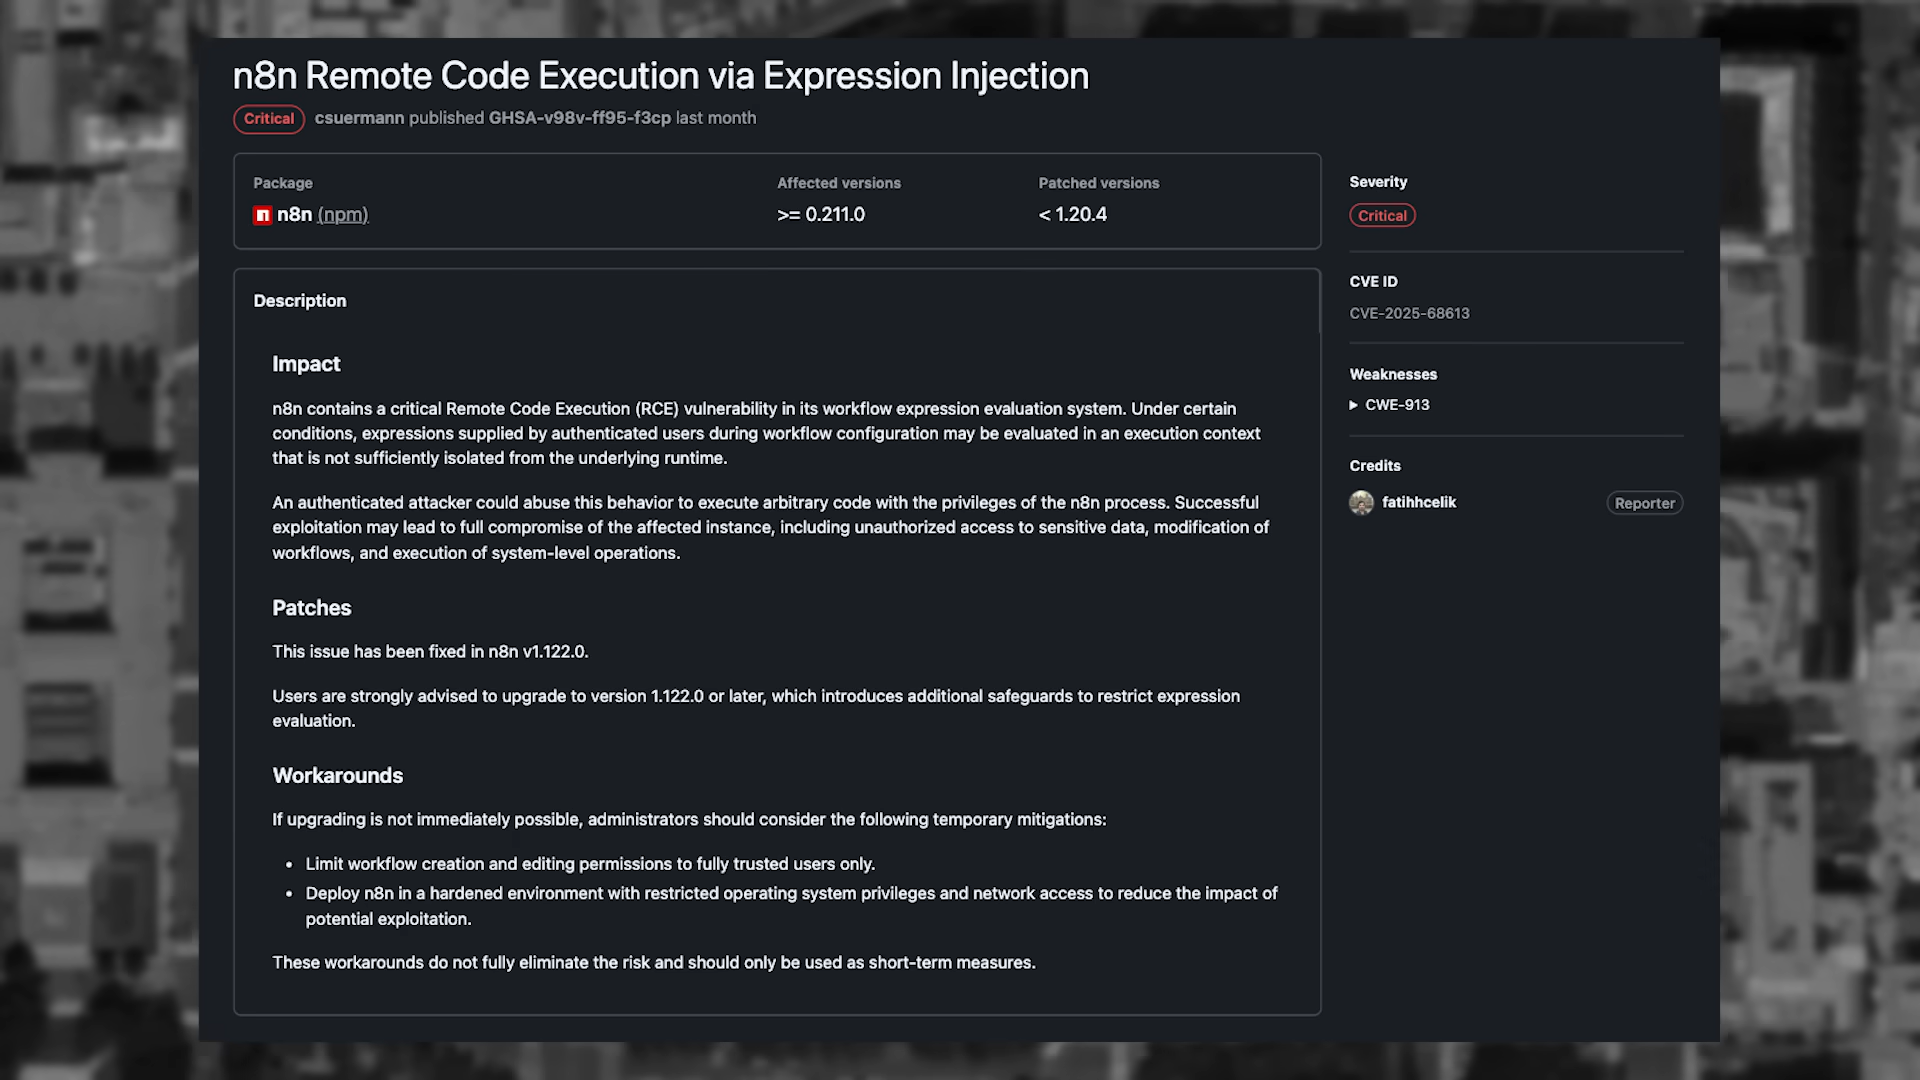 n8n Remote Code Execution via Expression Injection
Critical csuermann published GHSA-v98v-ff95-f3cp last month
Package Affected versions Patched versions
n n8n (npm) >= 0.211.0 < 1.20.4
Description
Impact
n8n contains a critical Remote Code Execution (RCE) vulnerability in its workflow expression evaluation system. Under certain
conditions, expressions supplied by authenticated users during workflow configuration may be evaluated in an execution context
that is not sufficiently isolated from the underlying runtime.
An authenticated attacker could abuse this behavior to execute arbitrary code with the privileges of the n8n process. Successful
exploitation may lead to full compromise of the affected instance, including unauthorized access to sensitive data, modification of
workflows, and execution of system-level operations.
Patches
This issue has been fixed in n8n v1.122.0.
Users are strongly advised to upgrade to version 1.122.0 or later, which introduces additional safeguards to restrict expression
evaluation.
Workarounds
If upgrading is not immediately possible, administrators should consider the following temporary mitigations:
• Limit workflow creation and editing permissions to fully trusted users only.
• Deploy n8n in a hardened environment with restricted operating system privileges and network access to reduce the impact of
potential exploitation.
These workarounds do not fully eliminate the risk and should only be used as short-term measures.
Severity
Critical
CVE ID
CVE-2025-68613
Weaknesses
▶ CWE-913
Credits
fatihhcelik Reporter